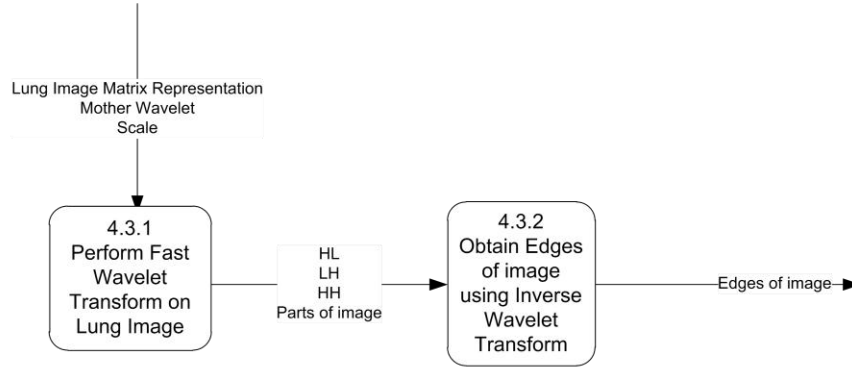 Lung Image Matrix Representation
Mother Wavelet
Scale
4.3.1
Perform Fast
Wavelet
Transform on
Lung Image
HL
LH
HH
Parts of image
4.3.2
Obtain Edges
of image
using Inverse
Wavelet
Transform
Edges of image